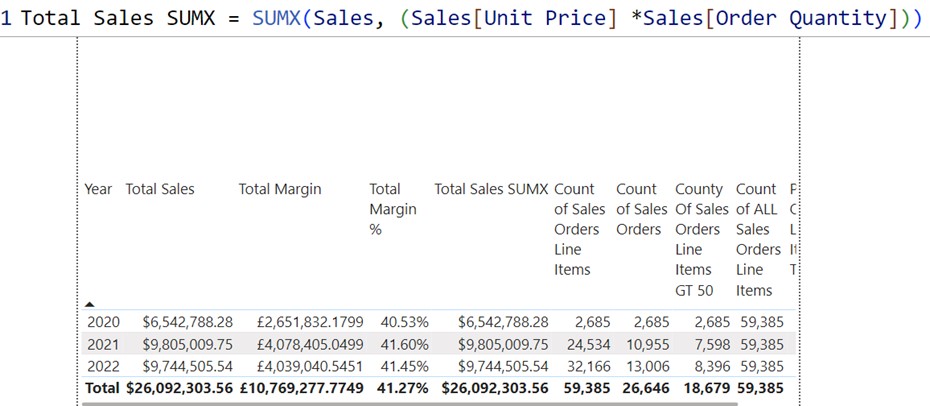 1 Total Sales SUMX = SUMX(Sales, (Sales[Unit Price] *Sales[Order Quantity]))
Year Total Sales Total Margin Total Total Sales SUMX Count Count County Count P
Margin of Sales of Sales Of Sales of ALL C
% Orders Orders Orders Sales L
Line Line Orders It
Items Items Line T
GT 50 Items
2020 $6,542,788.28 £2,651,832.1799 40.53% $6,542,788.28 2,685 2,685 2,685 59,385
2021 $9,805,009.75 £4,078,405.0499 41.60% $9,805,009.75 24,534 10,955 7,598 59,385
2022 $9,744,505.54 £4,039,040.5451 41.45% $9,744,505.54 32,166 13,006 8,396 59,385
Total $26,092,303.56 £10,769,277.7749 41.27% $26,092,303.56 59,385 26,646 18,679 59,385